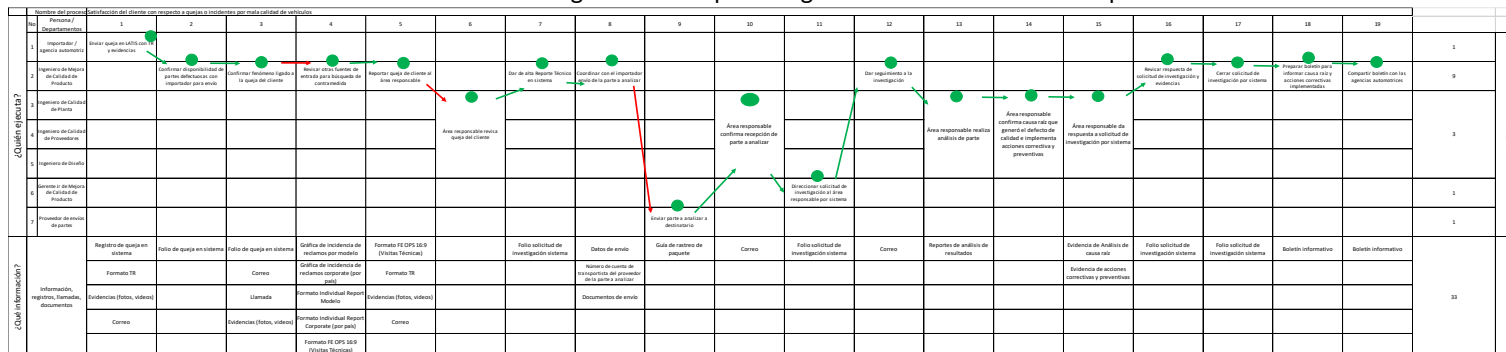 Nombre del proceso Satisfacción del cliente con respecto a quejas o incidentes por mala calidad de vehículos
No Persona / Departamentos 1 2 3 4 5 6 7 8 9 10 11 12 13 14 15 16 17 18 19
¿Quién ejecuta?
1 Importador / agencia automotriz
Enviar queja en LATIS con TR y evidencias
1
2 Ingeniero de Mejora de Calidad de Producto
Confirmar disponibilidad de partes defectuosas con importador para envio
Confirmar fenómeno ligado a la queja del cliente
Revisar otras fuentes de entrada para búsqueda de contramedida
Reportar queja de cliente al área responsable
Dar de alta Reporte Técnico en sistema
Coordinar con el importador envío de la parte a analizar
Dar seguimiento a la investigación
Revisar respuesta de solicitud de investigación y evidencias
Cerrar solicitud de investigación por sistema
Preparar boletín para informar causa raíz y acciones correctivas implementadas
Compartir boletín con las agencias automotrices
9
3 Ingeniero de Calidad de Planta
4 Ingeniero de Calidad de Proveedores
5 Ingeniero de Diseño
Área responsable revisa queja del cliente
Área responsable confirma recepción de parte a analizar
Área responsable realiza análisis de parte
Área responsable confirma causa raíz que generó el defecto de calidad e implementa acciones correctiva y preventivas
Área responsable da respuesta a solicitud de investigación por sistema
3
6 Gerente Jr de Mejora de Calidad de Producto
Direccionar solicitud de investigación al área responsable por sistema
1
7 Proveedor de envíos de partes
Enviar parte a analizar a destinatario
1
¿Qué información?
Información, registros, llamadas, documentos
Registro de queja en sistema
Folio de queja en sistema
Folio de queja en sistema
Gráfica de incidencia de reclamos por modelo
Formato FE OPS 16:9 (Visitas Técnicas)
Folio solicitud de investigación sistema
Datos de envío
Guía de rastreo de paquete
Correo
Folio solicitud de investigación sistema
Correo
Reportes de análisis de resultados
Evidencia de Análisis de causa raíz
Folio solicitud de investigación sistema
Folio solicitud de investigación sistema
Boletín informativo
Boletín informativo
Formato TR
Correo
Gráfica de incidencia de reclamos corporate (por país)
Formato TR
Número de cuenta de transportista del proveedor de la parte a analizar
Evidencia de acciones correctivas y preventivas
Evidencias (fotos, videos)
Llamada
Formato Individual Report Modelo
Evidencias (fotos, videos)
Documentos de envío
33
Correo
Evidencias (fotos, videos)
Formato Individual Report Corporate (por país)
Correo
Formato FE OPS 16:9 (Visitas Técnicas)